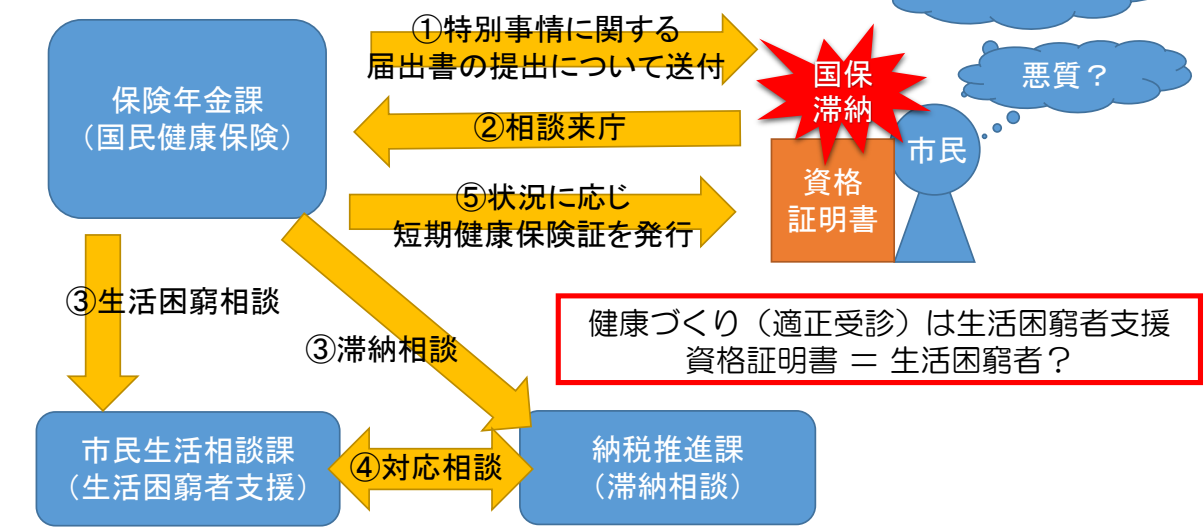 ①特別事情に関する
届出書の提出について送付
国保
滞納
悪質？
保険年金課
（国民健康保険）
②相談来庁
市民
資格
証明書
⑤状況に応じ
短期健康保険証を発行
③生活困窮相談
③滞納相談
健康づくり（適正受診）は生活困窮者支援
資格証明書 ＝ 生活困窮者？
市民生活相談課
（生活困窮者支援）
④対応相談
納税推進課
（滞納相談）